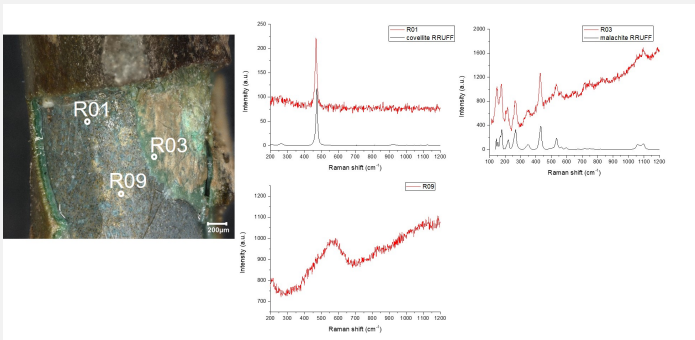 R01
R03
R09
200µm
R01
covellite RRUFF
Intensity (a.u.)
250
200
150
100
50
0
200 300 400 500 600 700 800 900 1000 1100 1200
Raman shift (cm⁻¹)
R03
malachite RRUFF
Intensity (a.u.)
2000
1600
1200
800
400
0
100 200 300 400 500 600 700 800 900 1000 1100 1200
Raman shift (cm⁻¹)
R09
Intensity (a.u.)
1200
1100
1000
900
800
700
200 300 400 500 600 700 800 900 1000 1100 1200
Raman shift (cm⁻¹)